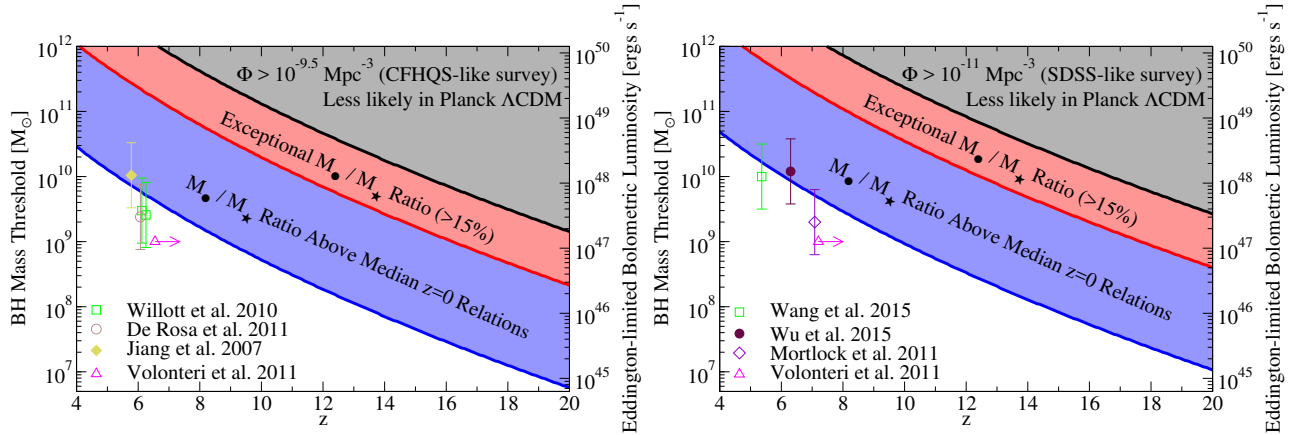 Φ > 10^-9.5 Mpc^-3 (CFHQS-like survey)
Less likely in Planck ΛCDM
Exceptional M● / M★ Ratio (>15%)
M● / M★ Ratio Above Median z=0 Relations
Willott et al. 2010
De Rosa et al. 2011
Jiang et al. 2007
Volonteri et al. 2011
BH Mass Threshold [M⊙]
10^12
10^11
10^10
10^9
10^8
10^7
4 6 8 10 12 14 16 18 20
z
10^50
10^49
10^48
10^47
10^46
10^45
Eddington-limited Bolometric Luminosity [ergs s^-1]
Φ > 10^-11 Mpc^-3 (SDSS-like survey)
Less likely in Planck ΛCDM
Exceptional M● / M★ Ratio (>15%)
M● / M★ Ratio Above Median z=0 Relations
Wang et al. 2015
Wu et al. 2015
Mortlock et al. 2011
Volonteri et al. 2011
BH Mass Threshold [M⊙]
10^12
10^11
10^10
10^9
10^8
10^7
4 6 8 10 12 14 16 18 20
z
10^50
10^49
10^48
10^47
10^46
10^45
Eddington-limited Bolometric Luminosity [ergs s^-1]